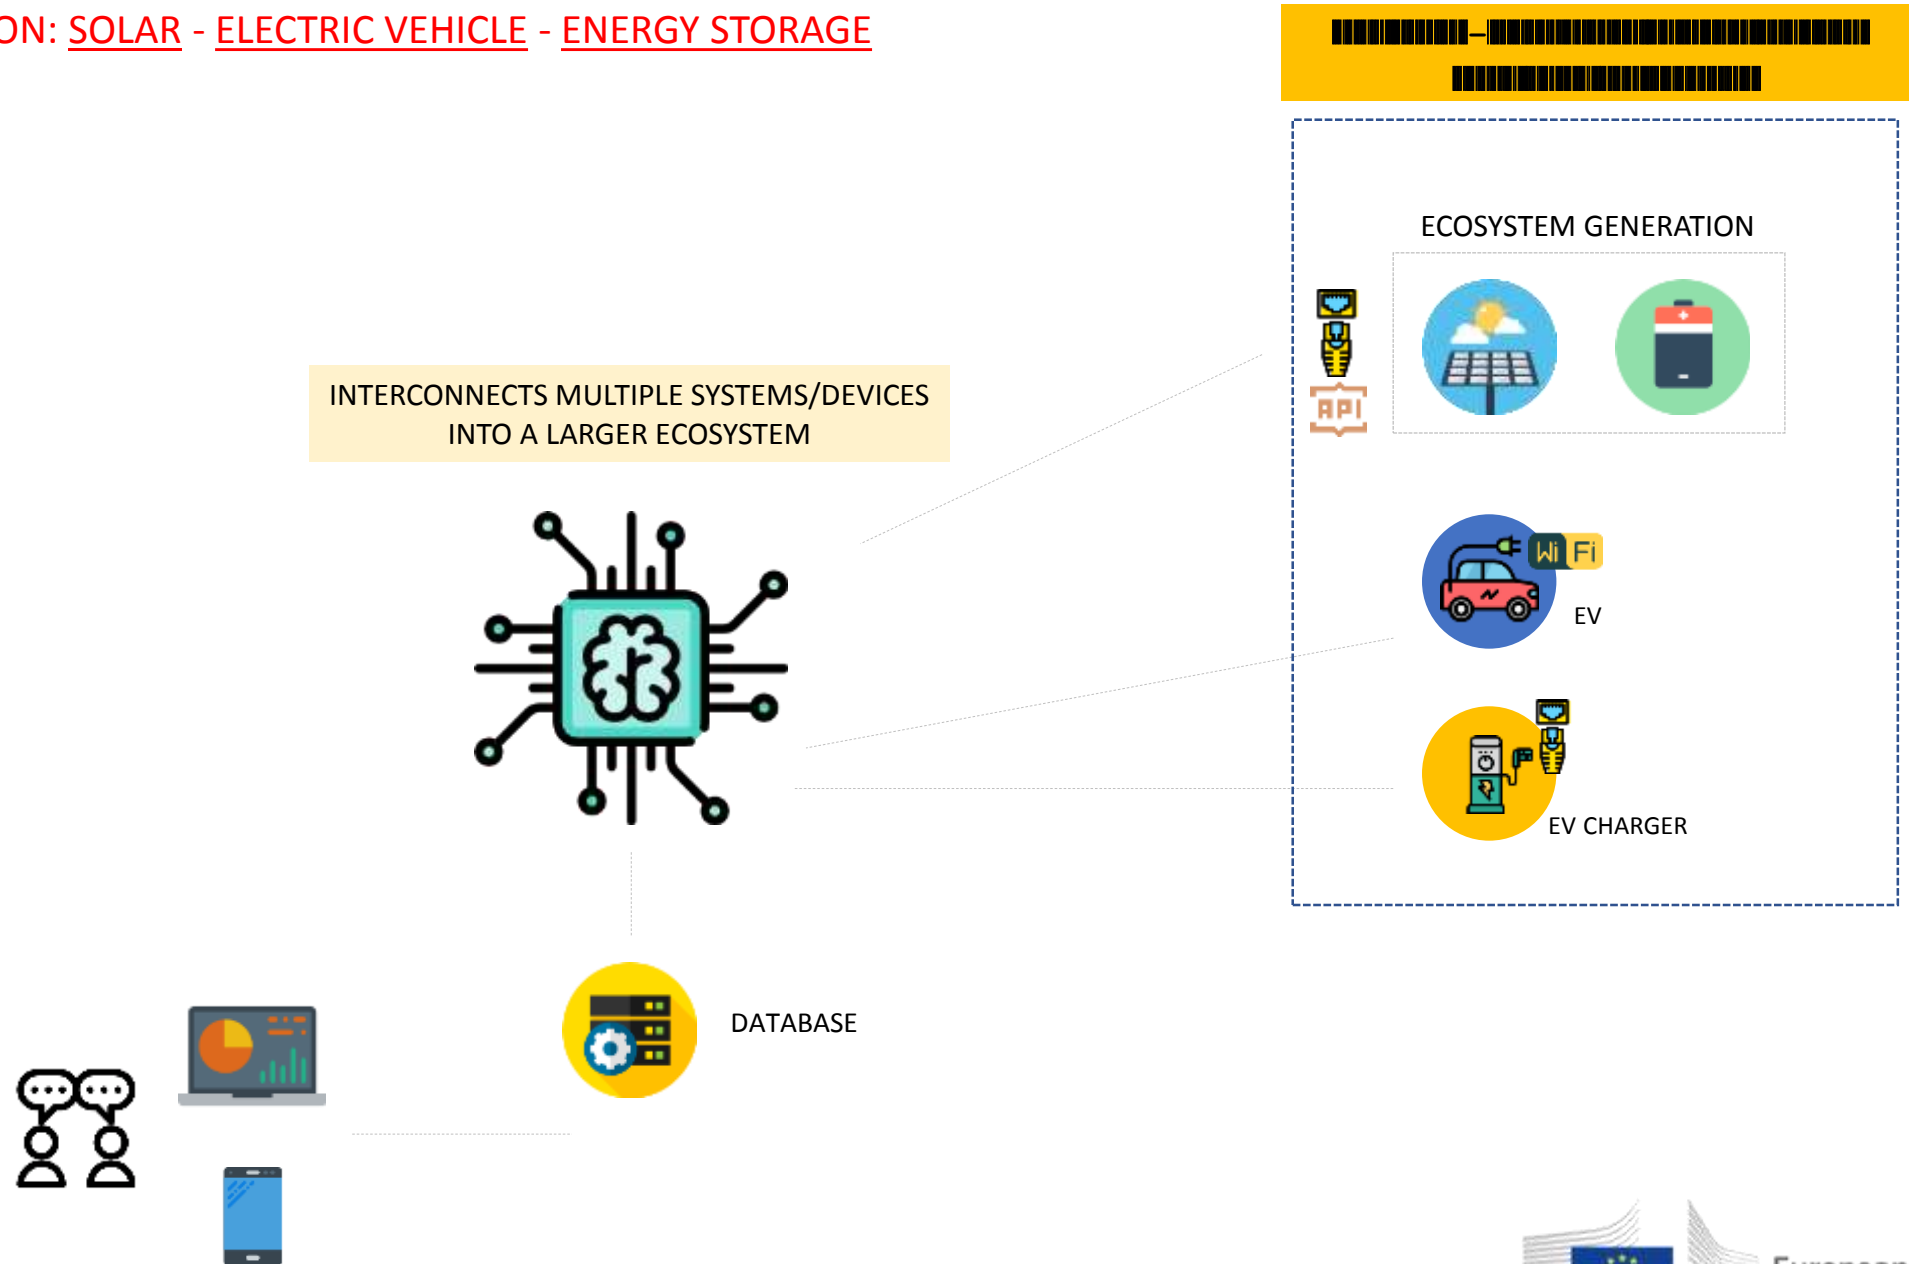 ON: SOLAR - ELECTRIC VEHICLE - ENERGY STORAGE
ECOSYSTEM GENERATION
API
INTERCONNECTS MULTIPLE SYSTEMS/DEVICES
INTO A LARGER ECOSYSTEM
Wi Fi
EV
EV CHARGER
DATABASE